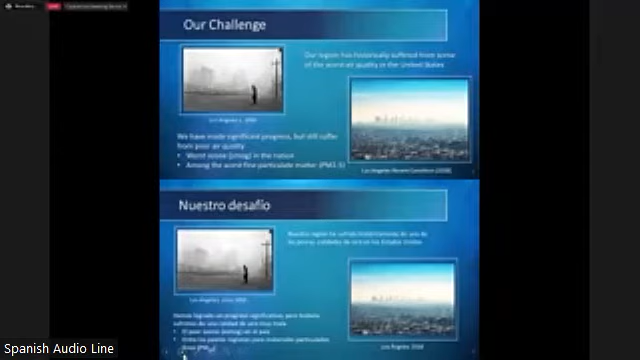 Our Challenge
Our region has historically suffered from some
of the worst air quality in the United States
Los Angeles
We have made significant progress, but still suffer
from poor air quality
• Worst ozone (smog) in the nation
• Among the worst fine particulate matter (PM2.5)
Los Angeles Recent Condition (2018)
Nuestro desafío
Nuestra región ha sufrido históricamente de una de
las peores calidades de aire en los Estados Unidos
Los Angeles
Hemos logrado un progreso significativo, pero todavía
sufrimos de una calidad de aire muy mala
• El peor ozono (smog) en el país
• Entre los peores
Los Angeles 2018
Spanish Audio Line